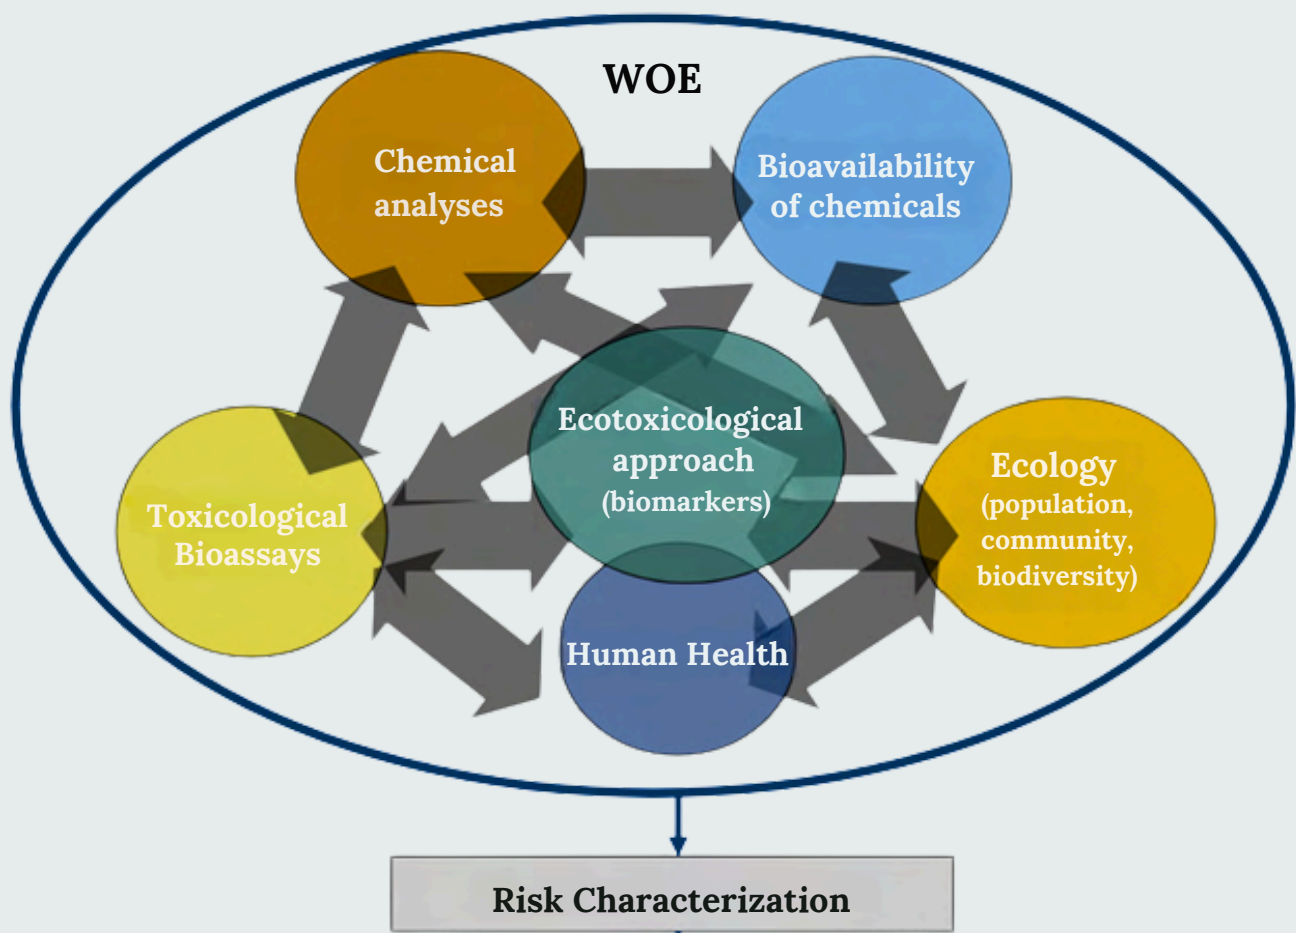 WOE
Chemical
analyses
Bioavailability
of chemicals
Ecotoxicological
approach
(biomarkers)
Ecology
(population,
community,
biodiversity)
Toxicological
Bioassays
Human Health
Risk Characterization